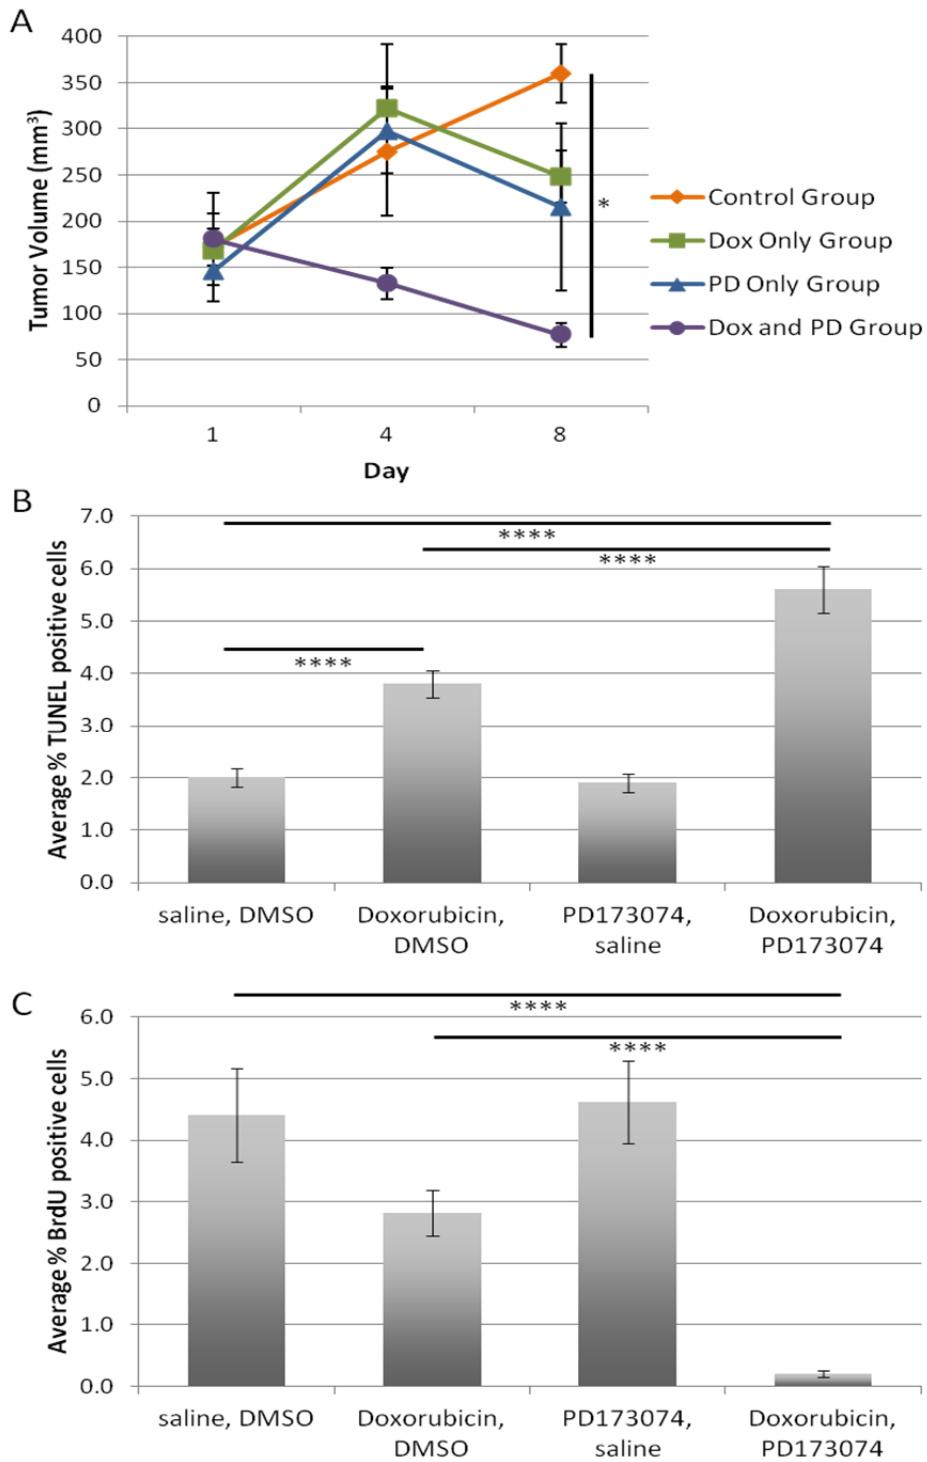 A
400
350
300
250
200
150
100
50
0
Tumor Volume (mm³)
1 4 8
Day
*
Control Group
Dox Only Group
PD Only Group
Dox and PD Group
B
7.0
6.0
5.0
4.0
3.0
2.0
1.0
0.0
Average % TUNEL positive cells
****
****
****
saline, DMSO
Doxorubicin,
DMSO
PD173074,
saline
Doxorubicin,
PD173074
C
6.0
5.0
4.0
3.0
2.0
1.0
0.0
Average % BrdU positive cells
****
****
saline, DMSO
Doxorubicin,
DMSO
PD173074,
saline
Doxorubicin,
PD173074